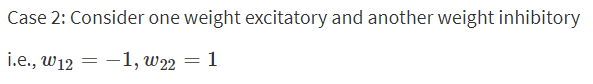 Case 2: Consider one weight excitatory and another weight inhibitory
i.e., w₁₂ = −1, w₂₂ = 1